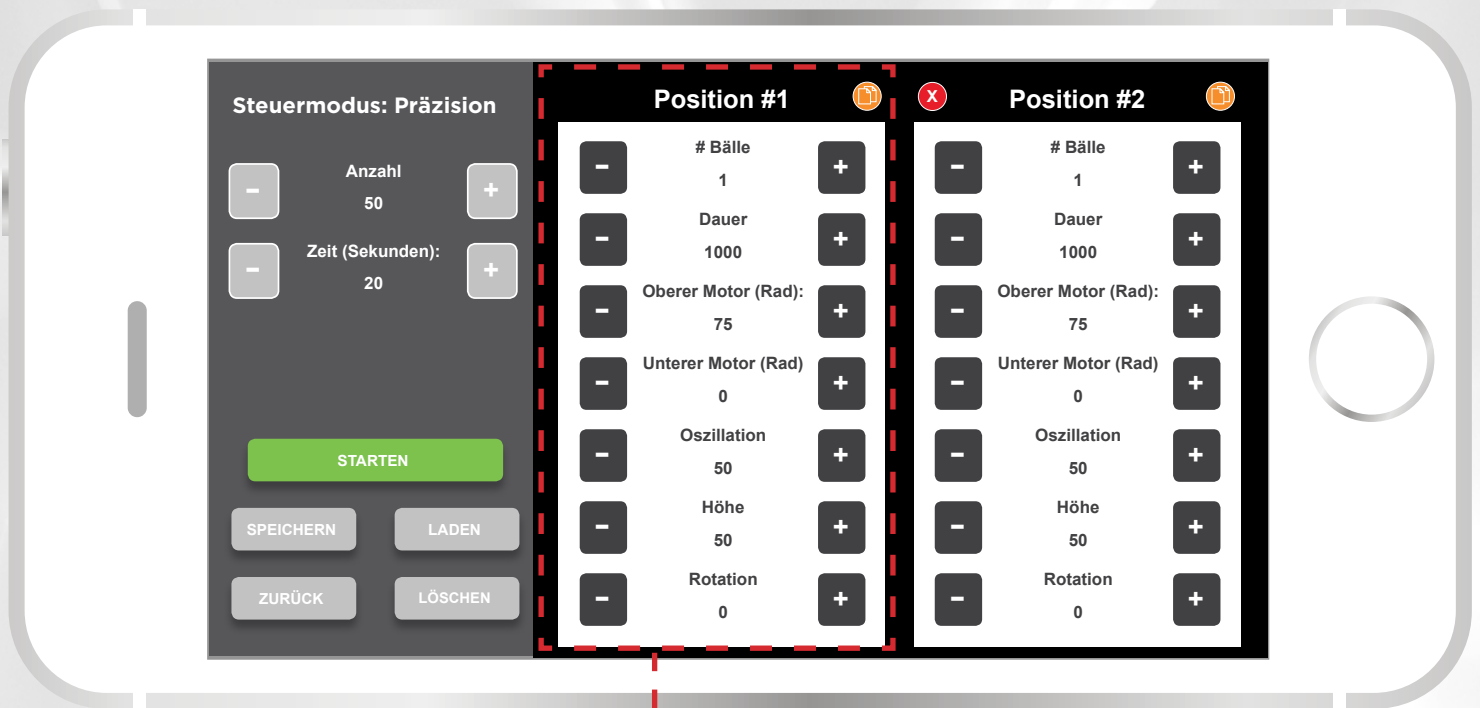 Steuermodus: Präzision
-
Anzahl
50
+
-
Zeit (Sekunden):
20
+
STARTEN
SPEICHERN
LADEN
ZURÜCK
LÖSCHEN
Position #1
-
# Bälle
1
+
-
Dauer
1000
+
-
Oberer Motor (Rad):
75
+
-
Unterer Motor (Rad)
0
+
-
Oszillation
50
+
-
Höhe
50
+
-
Rotation
0
+
X
Position #2
-
# Bälle
1
+
-
Dauer
1000
+
-
Oberer Motor (Rad):
75
+
-
Unterer Motor (Rad)
0
+
-
Oszillation
50
+
-
Höhe
50
+
-
Rotation
0
+